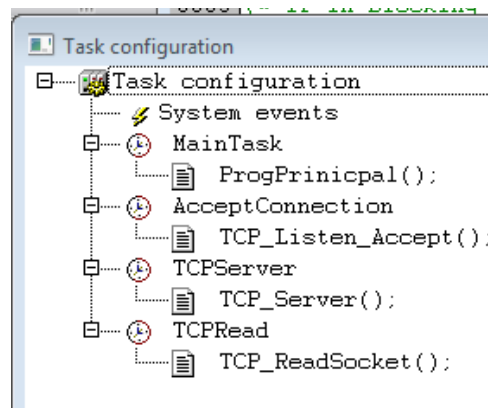 Task configuration
Task configuration
System events
MainTask
ProgPrinicpal();
AcceptConnection
TCP_Listen_Accept();
TCPServer
TCP_Server();
TCPRead
TCP_ReadSocket();